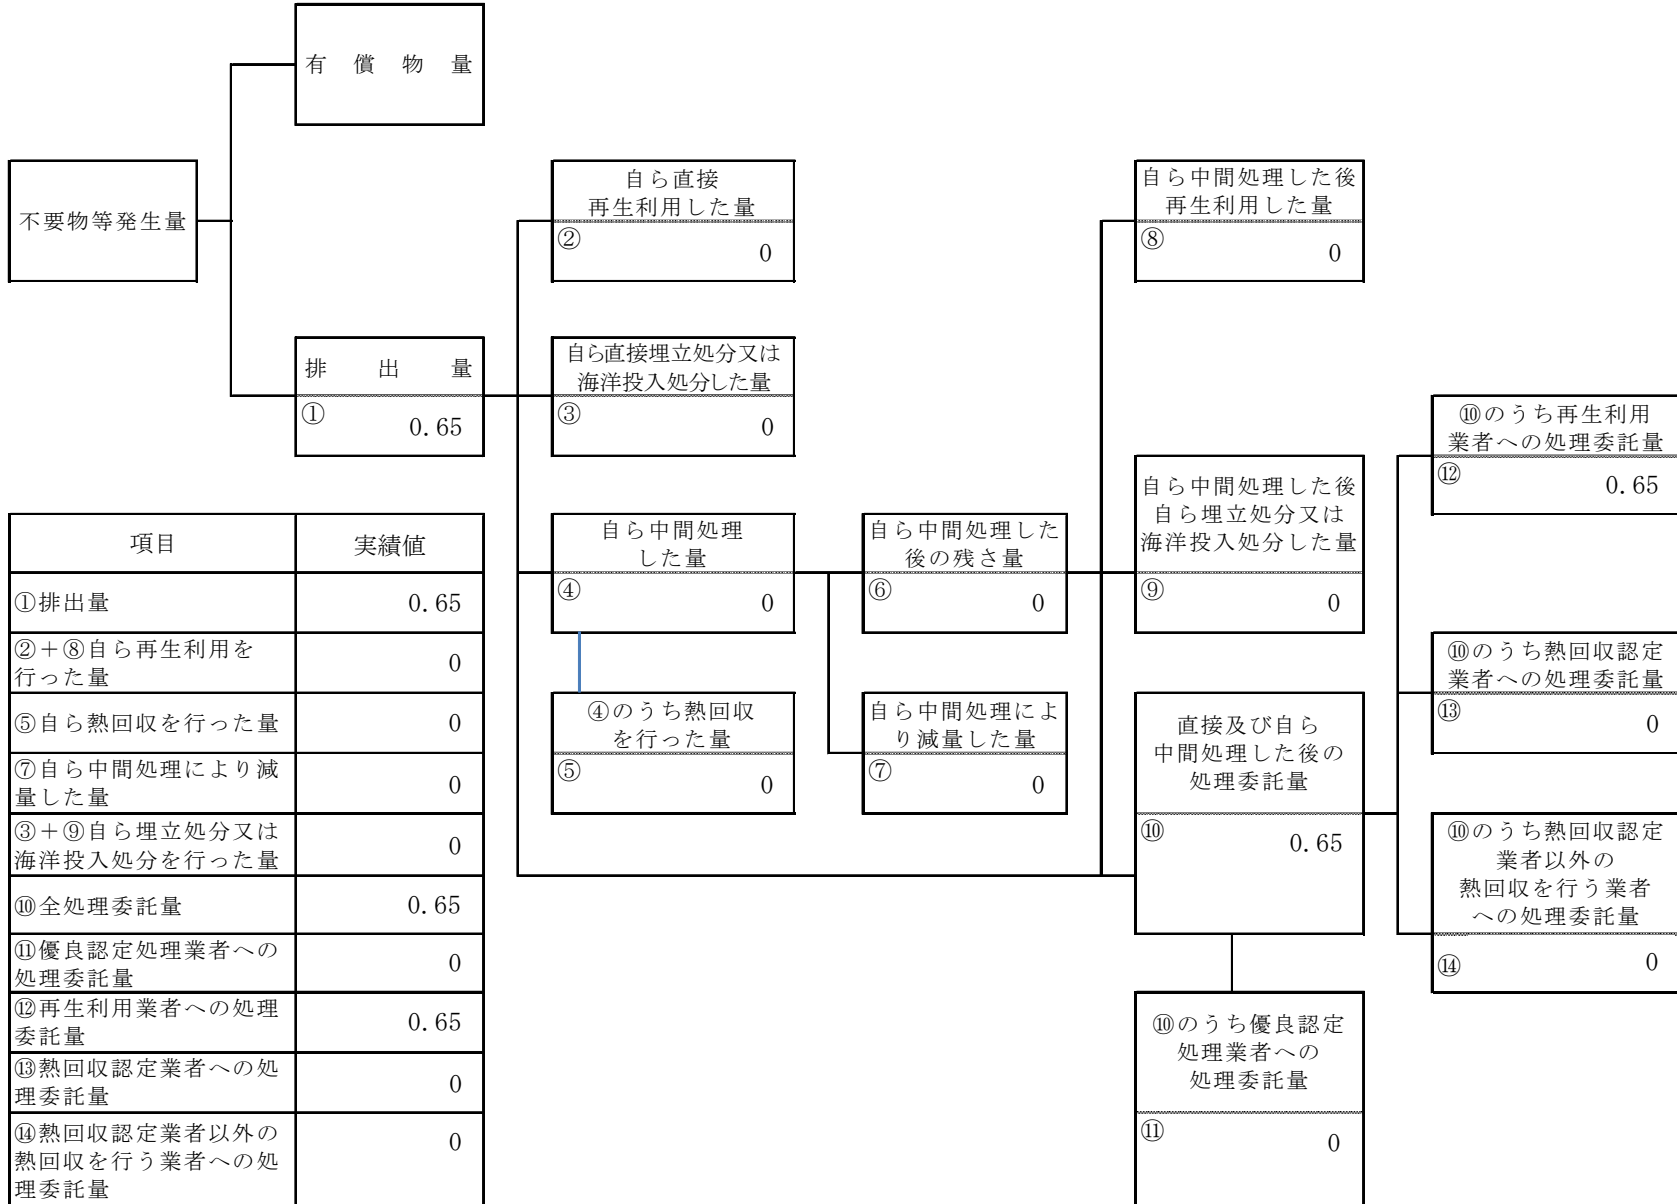 有償物量
不要物等発生量
排出量
①
0.65
自ら直接
再生利用した量
②
0
自ら直接埋立処分又は
海洋投入処分した量
③
0
自ら中間処理
した量
④
0
④のうち熱回収
を行った量
⑤
0
自ら中間処理した
後の残さ量
⑥
0
自ら中間処理によ
り減量した量
⑦
0
自ら中間処理した後
再生利用した量
⑧
0
自ら中間処理した後
自ら埋立処分又は
海洋投入処分した量
⑨
0
直接及び自ら
中間処理した後の
処理委託量
⑩
0.65
⑩のうち優良認定
処理業者への
処理委託量
⑪
0
⑩のうち再生利用
業者への処理委託量
⑫
0.65
⑩のうち熱回収認定
業者への処理委託量
⑬
0
⑩のうち熱回収認定
業者以外の
熱回収を行う業者
への処理委託量
⑭
0
項目 実績値
①排出量 0.65
②+⑧自ら再生利用を
行った量 0
⑤自ら熱回収を行った量 0
⑦自ら中間処理により減
量した量 0
③+⑨自ら埋立処分又は
海洋投入処分を行った量 0
⑩全処理委託量 0.65
⑪優良認定処理業者への
処理委託量 0
⑫再生利用業者への処理
委託量 0.65
⑬熱回収認定業者への処
理委託量 0
⑭熱回収認定業者以外の
熱回収を行う業者への処
理委託量 0